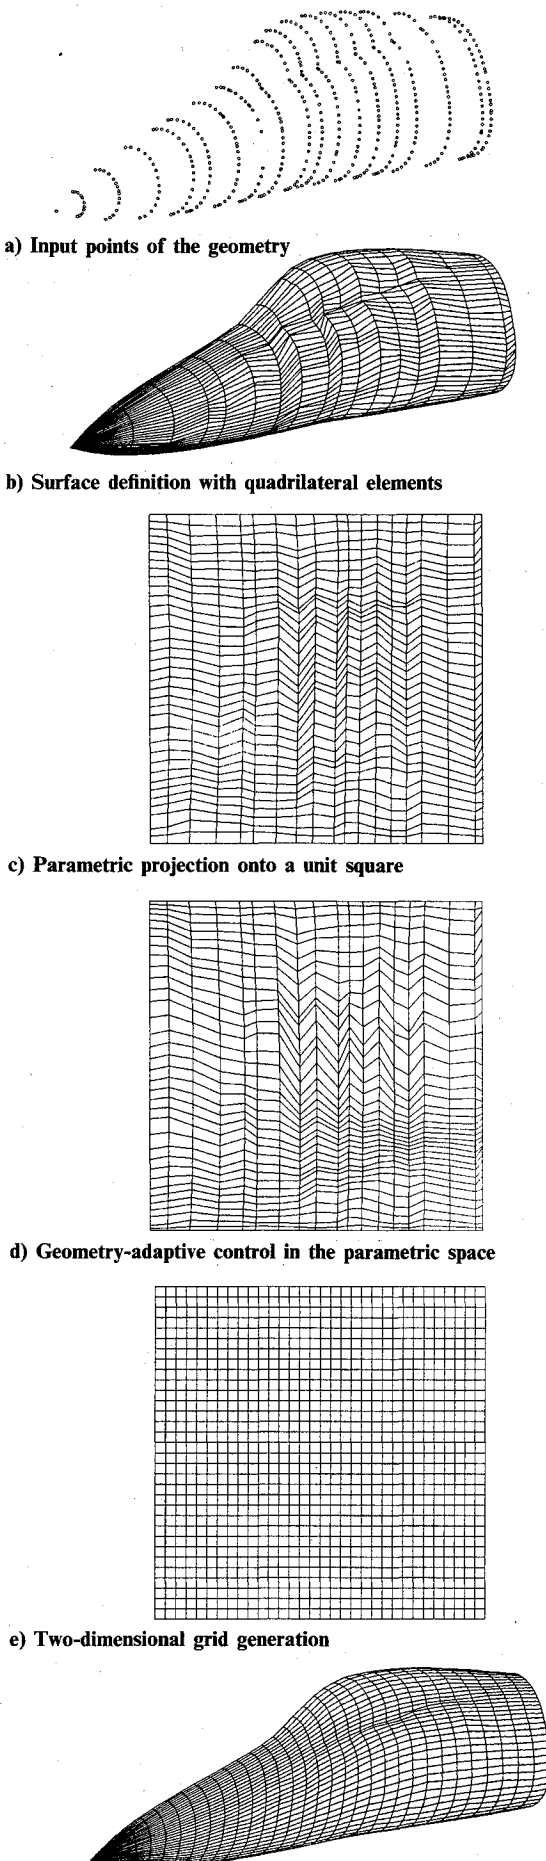 a) Input points of the geometry
b) Surface definition with quadrilateral elements
c) Parametric projection onto a unit square
d) Geometry-adaptive control in the parametric space
e) Two-dimensional grid generation